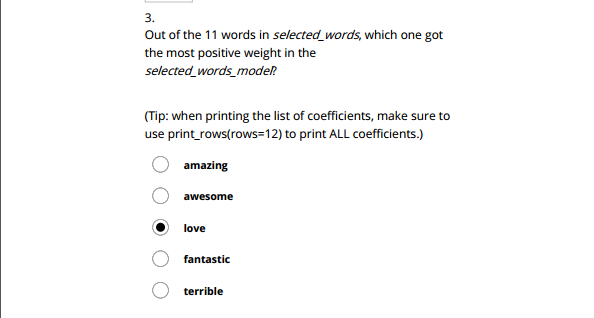 3.
Out of the 11 words in selected_words, which one got
the most positive weight in the
selected_words_model?
(Tip: when printing the list of coefficients, make sure to
use print_rows(rows=12) to print ALL coefficients.)
amazing
awesome
love
fantastic
terrible